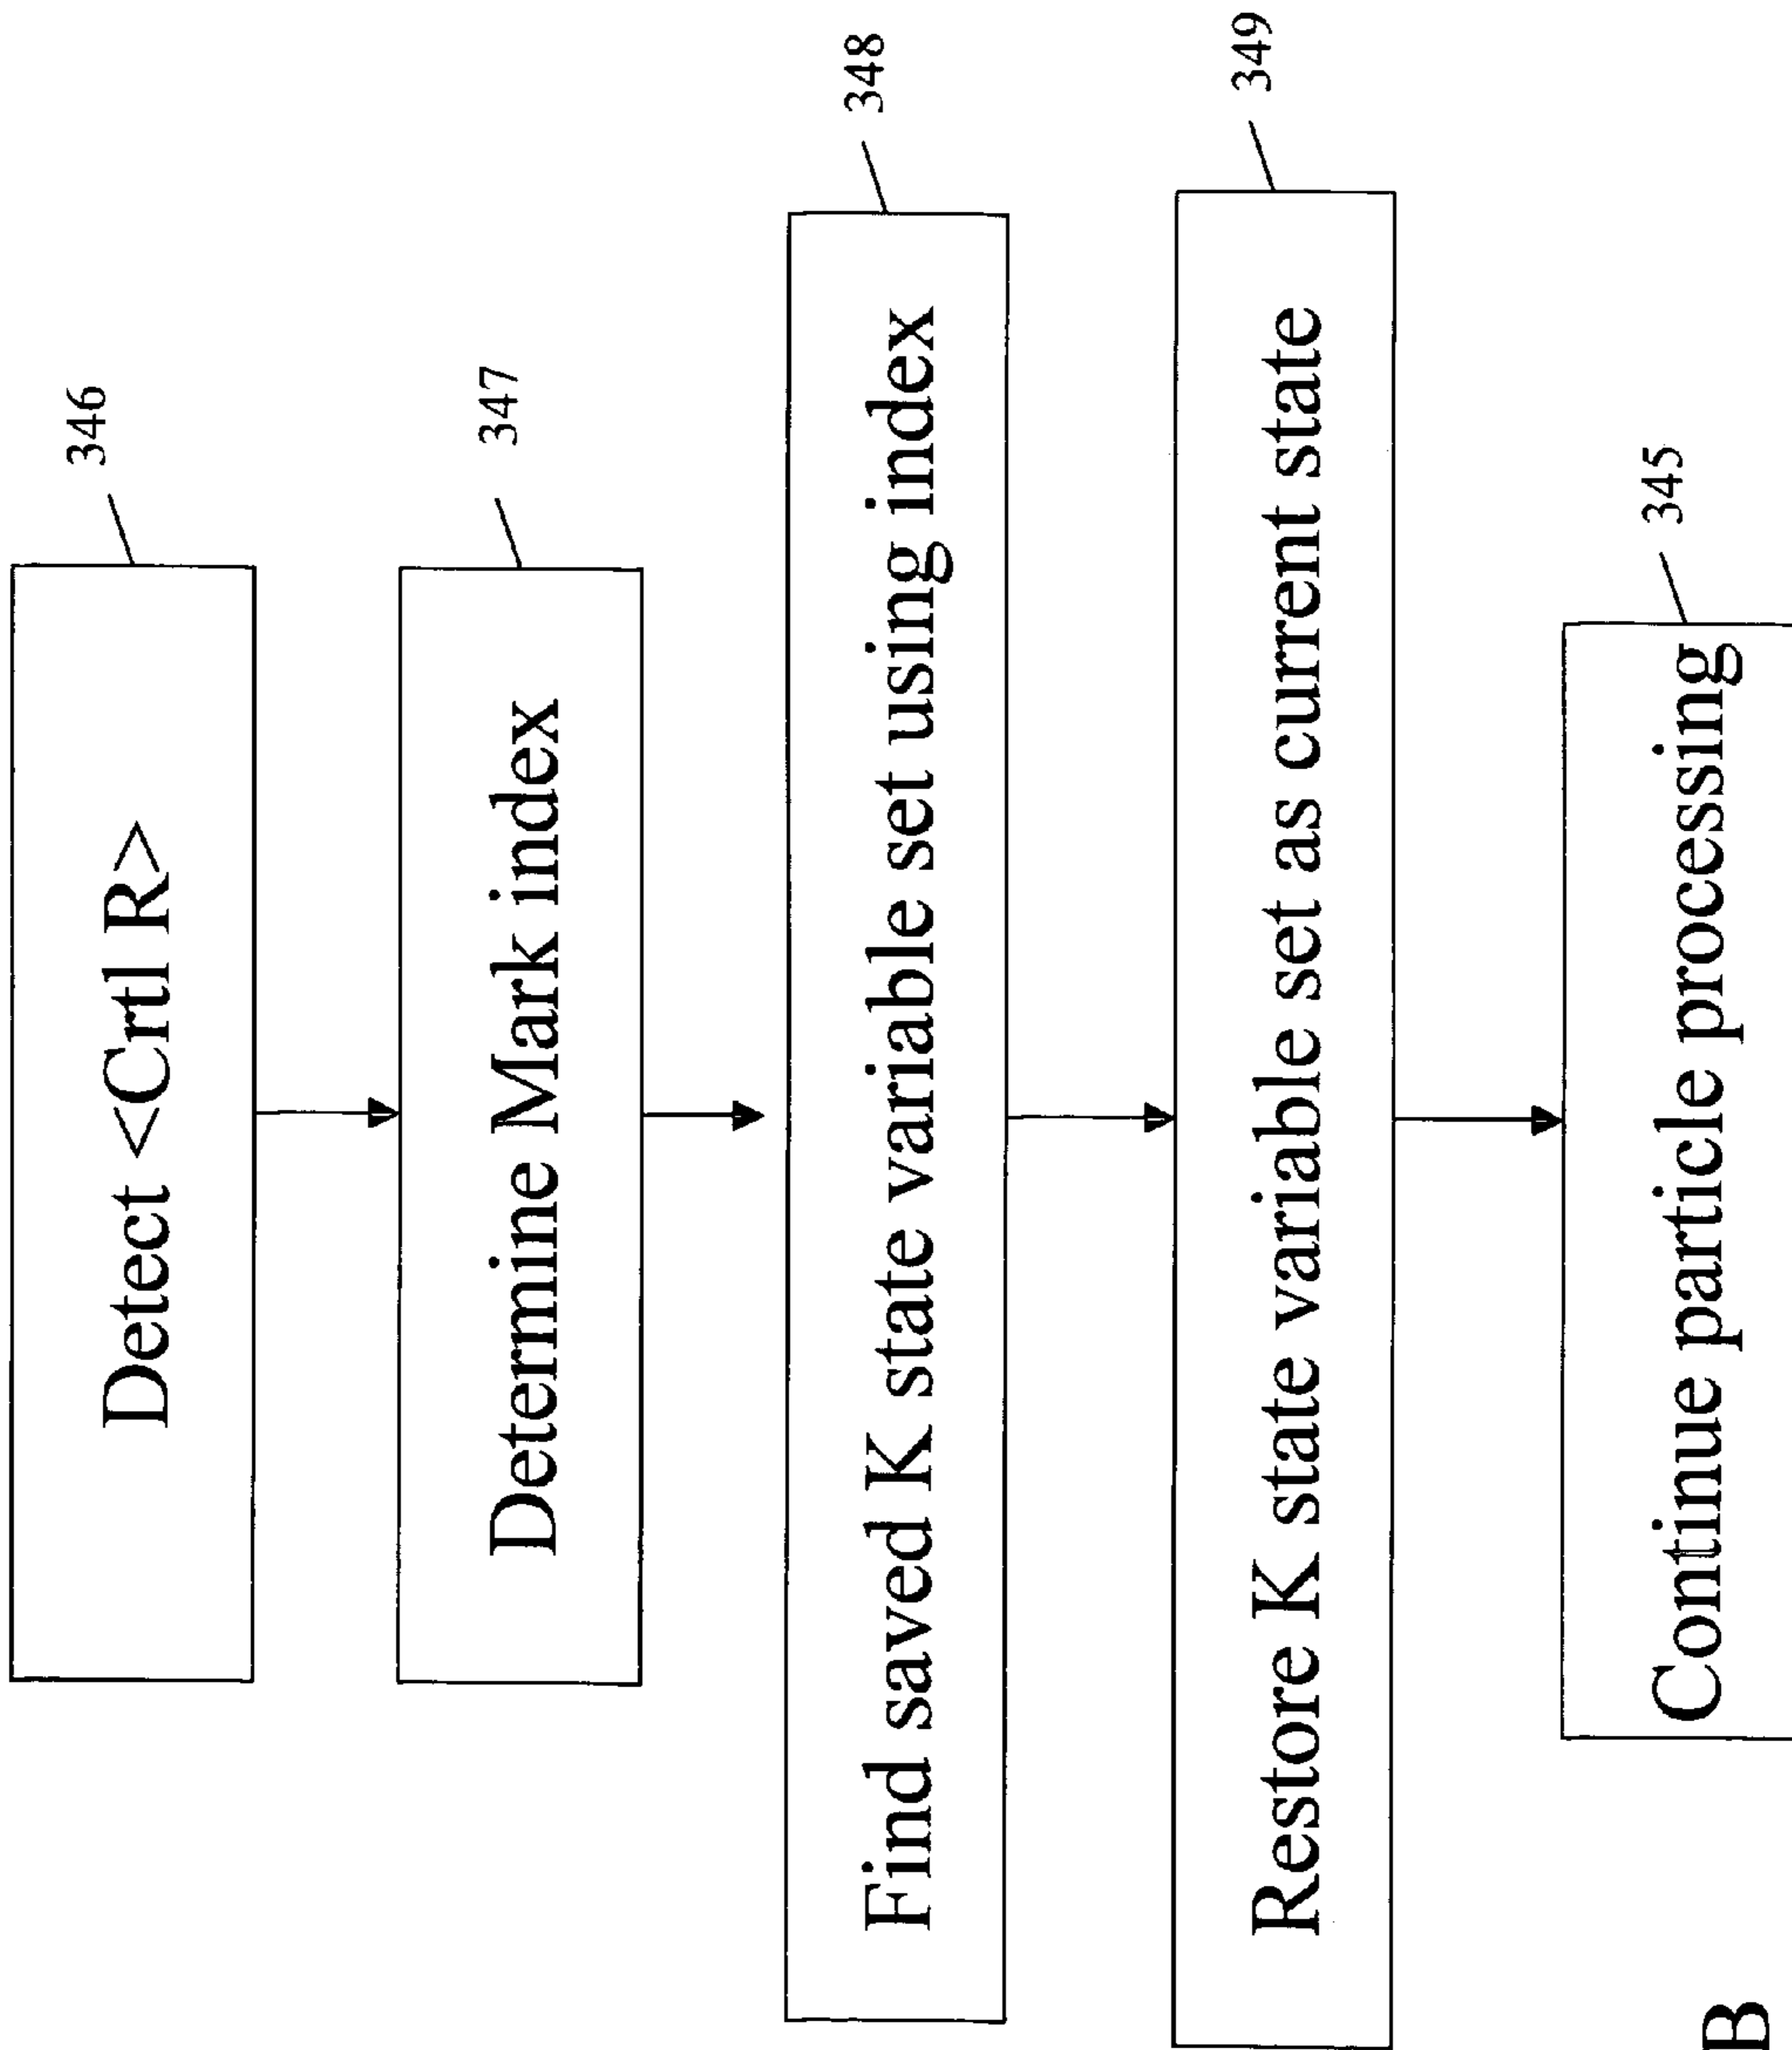 Detect <Crtl R>
346
Determine Mark index
347
Find saved K state variable set using index
348
Restore K state variable set as current state
349
Continue particle processing
345
B